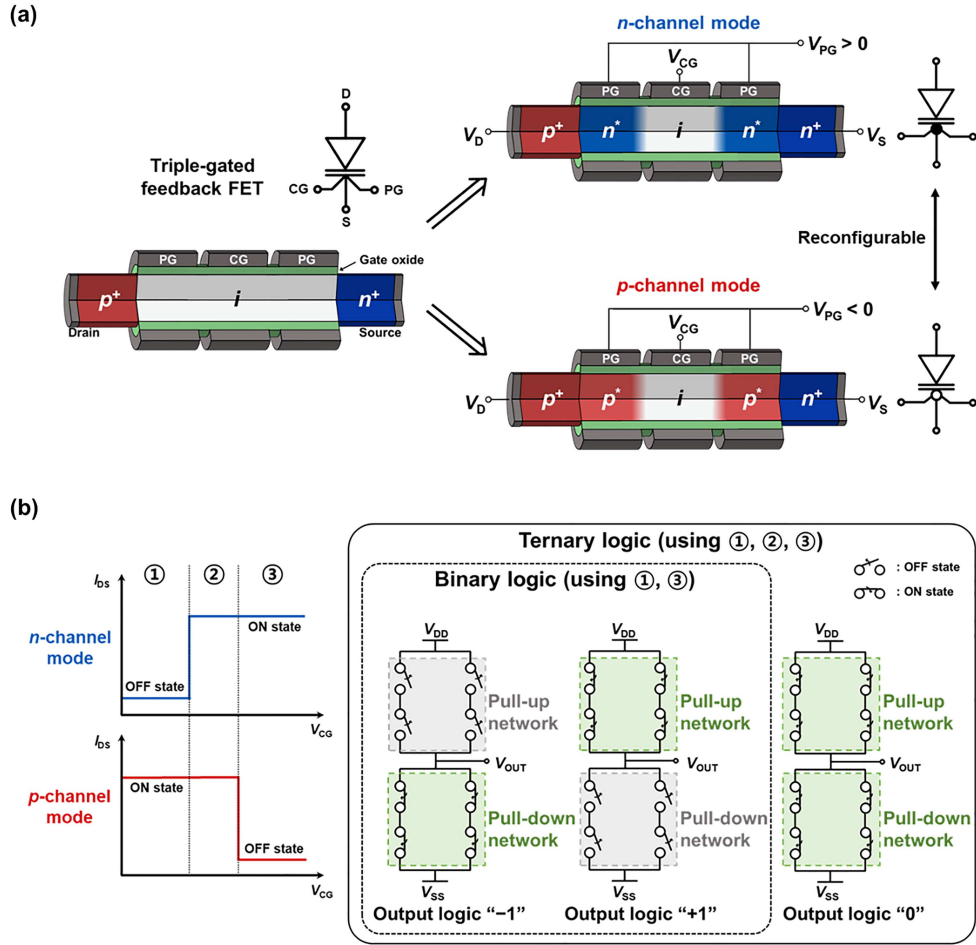 (a)
n-channel mode
V_PG > 0
V_CG
PG
CG
PG
V_D
p⁺
n*
i
n*
n⁺
V_S
D
Triple-gated
feedback FET
CG
PG
S
Reconfigurable
PG
CG
PG
Gate oxide
p⁺
i
n⁺
Drain
Source
p-channel mode
V_PG < 0
V_CG
PG
CG
PG
V_D
p⁺
p*
i
p*
n⁺
V_S
(b)
① ② ③
I_DS
n-channel
mode
ON state
OFF state
V_CG
I_DS
p-channel
mode
ON state
OFF state
V_CG
Ternary logic (using ①, ②, ③)
Binary logic (using ①, ③)
: OFF state
: ON state
V_DD
Pull-up
network
V_OUT
Pull-down
network
V_SS
Output logic “−1”
V_DD
Pull-up
network
V_OUT
Pull-down
network
V_SS
Output logic “+1”
V_DD
Pull-up
network
V_OUT
Pull-down
network
V_SS
Output logic “0”